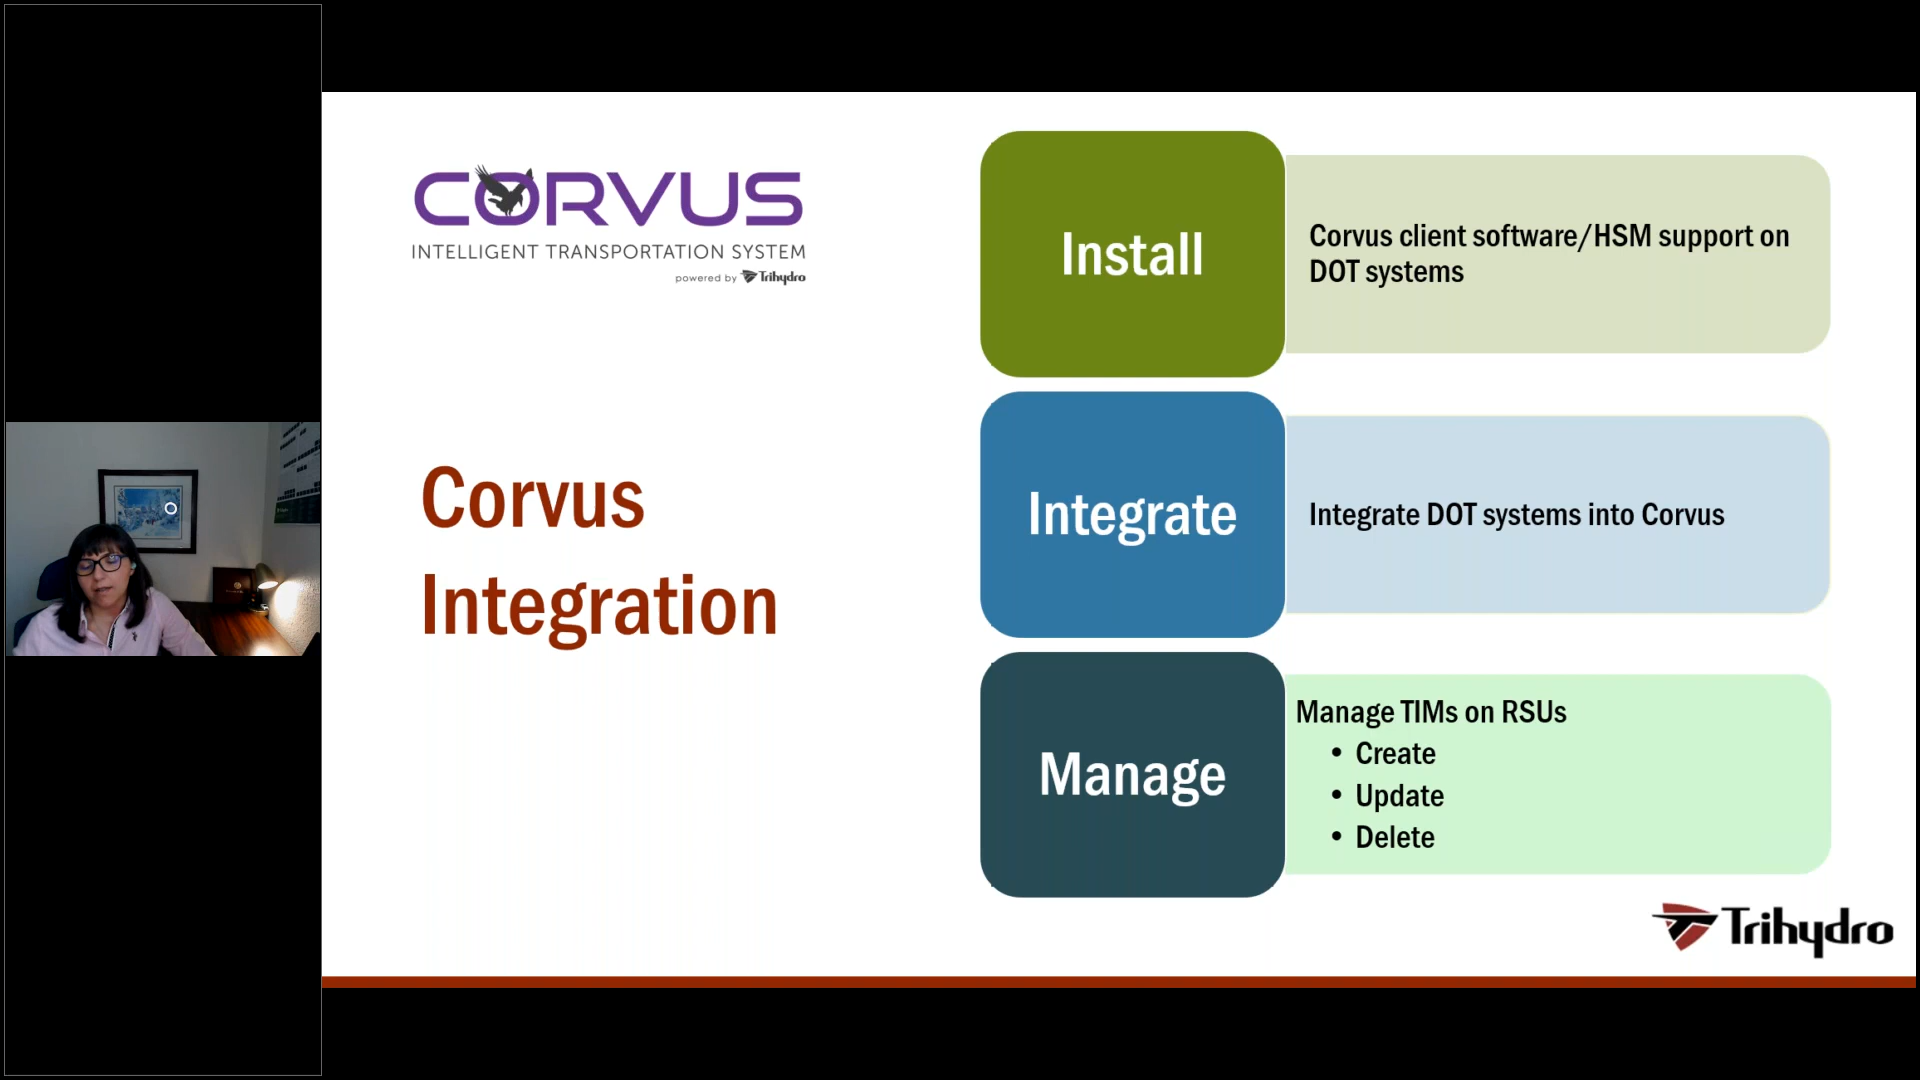 CORVUS
INTELLIGENT TRANSPORTATION SYSTEM
powered by Trihydro
Corvus
Integration
Install
Corvus client software/HSM support on
DOT systems
Integrate
Integrate DOT systems into Corvus
Manage
Manage TIMs on RSUs
• Create
• Update
• Delete
Trihydro